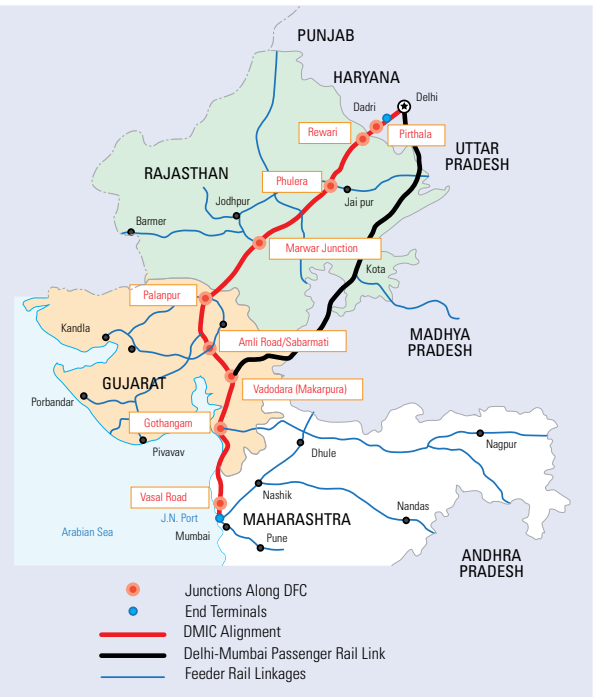 PUNJAB
HARYANA
Delhi
Dadri
Rewari
Pirthala
UTTAR
PRADESH
RAJASTHAN
Phulera
Jai pur
Jodhpur
Barmer
Marwar Junction
Kota
Palanpur
Kandla
Amli Road/Sabarmati
MADHYA
PRADESH
GUJARAT
Vadodara (Makarpura)
Porbandar
Gothangam
Pivavav
Dhule
Nagpur
Vasal Road
Nashik
J.N. Port
MAHARASHTRA
Nandas
Arabian Sea
Mumbai
Pune
ANDHRA
PRADESH
Junctions Along DFC
End Terminals
DMIC Alignment
Delhi-Mumbai Passenger Rail Link
Feeder Rail Linkages